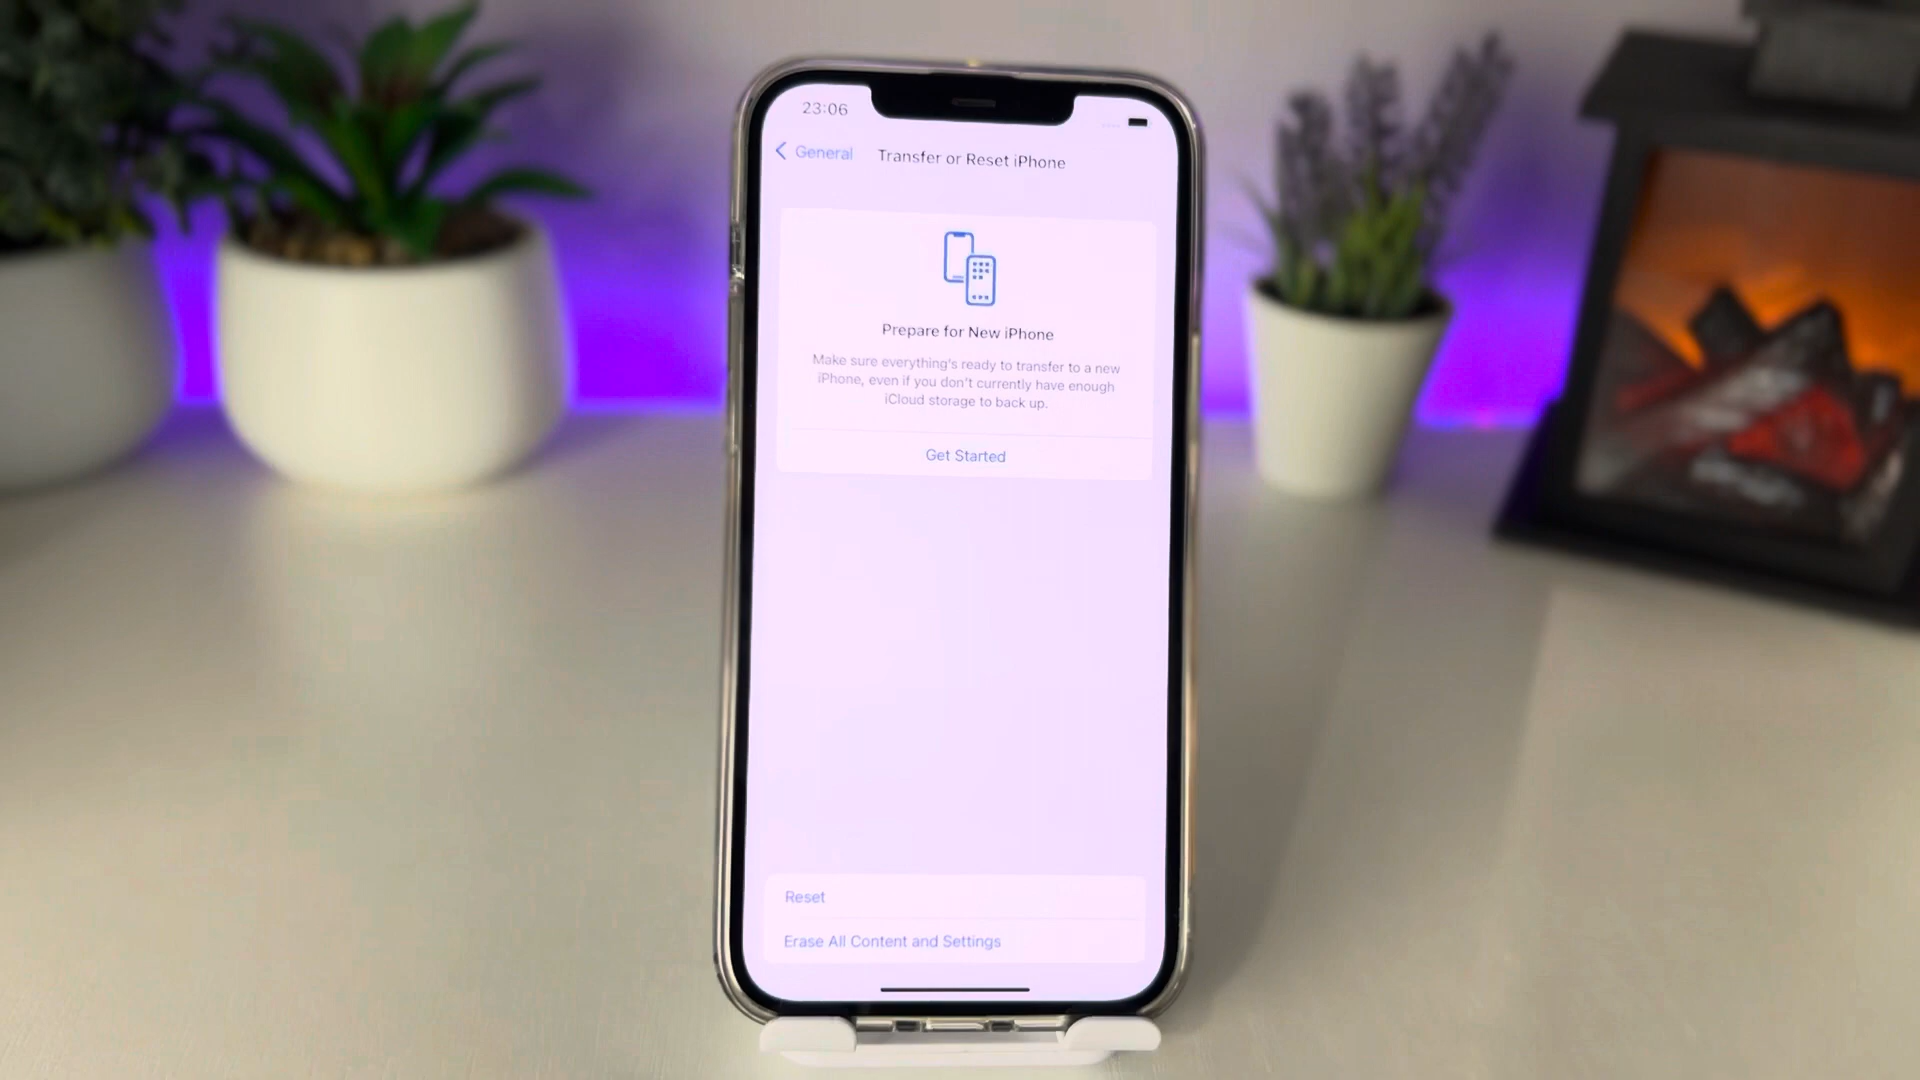 23:06
General
Transfer or Reset iPhone
Prepare for New iPhone
Make sure everything's ready to transfer to a new
iPhone, even if you don't currently have enough
iCloud storage to back up.
Get Started
Reset
Erase All Content and Settings